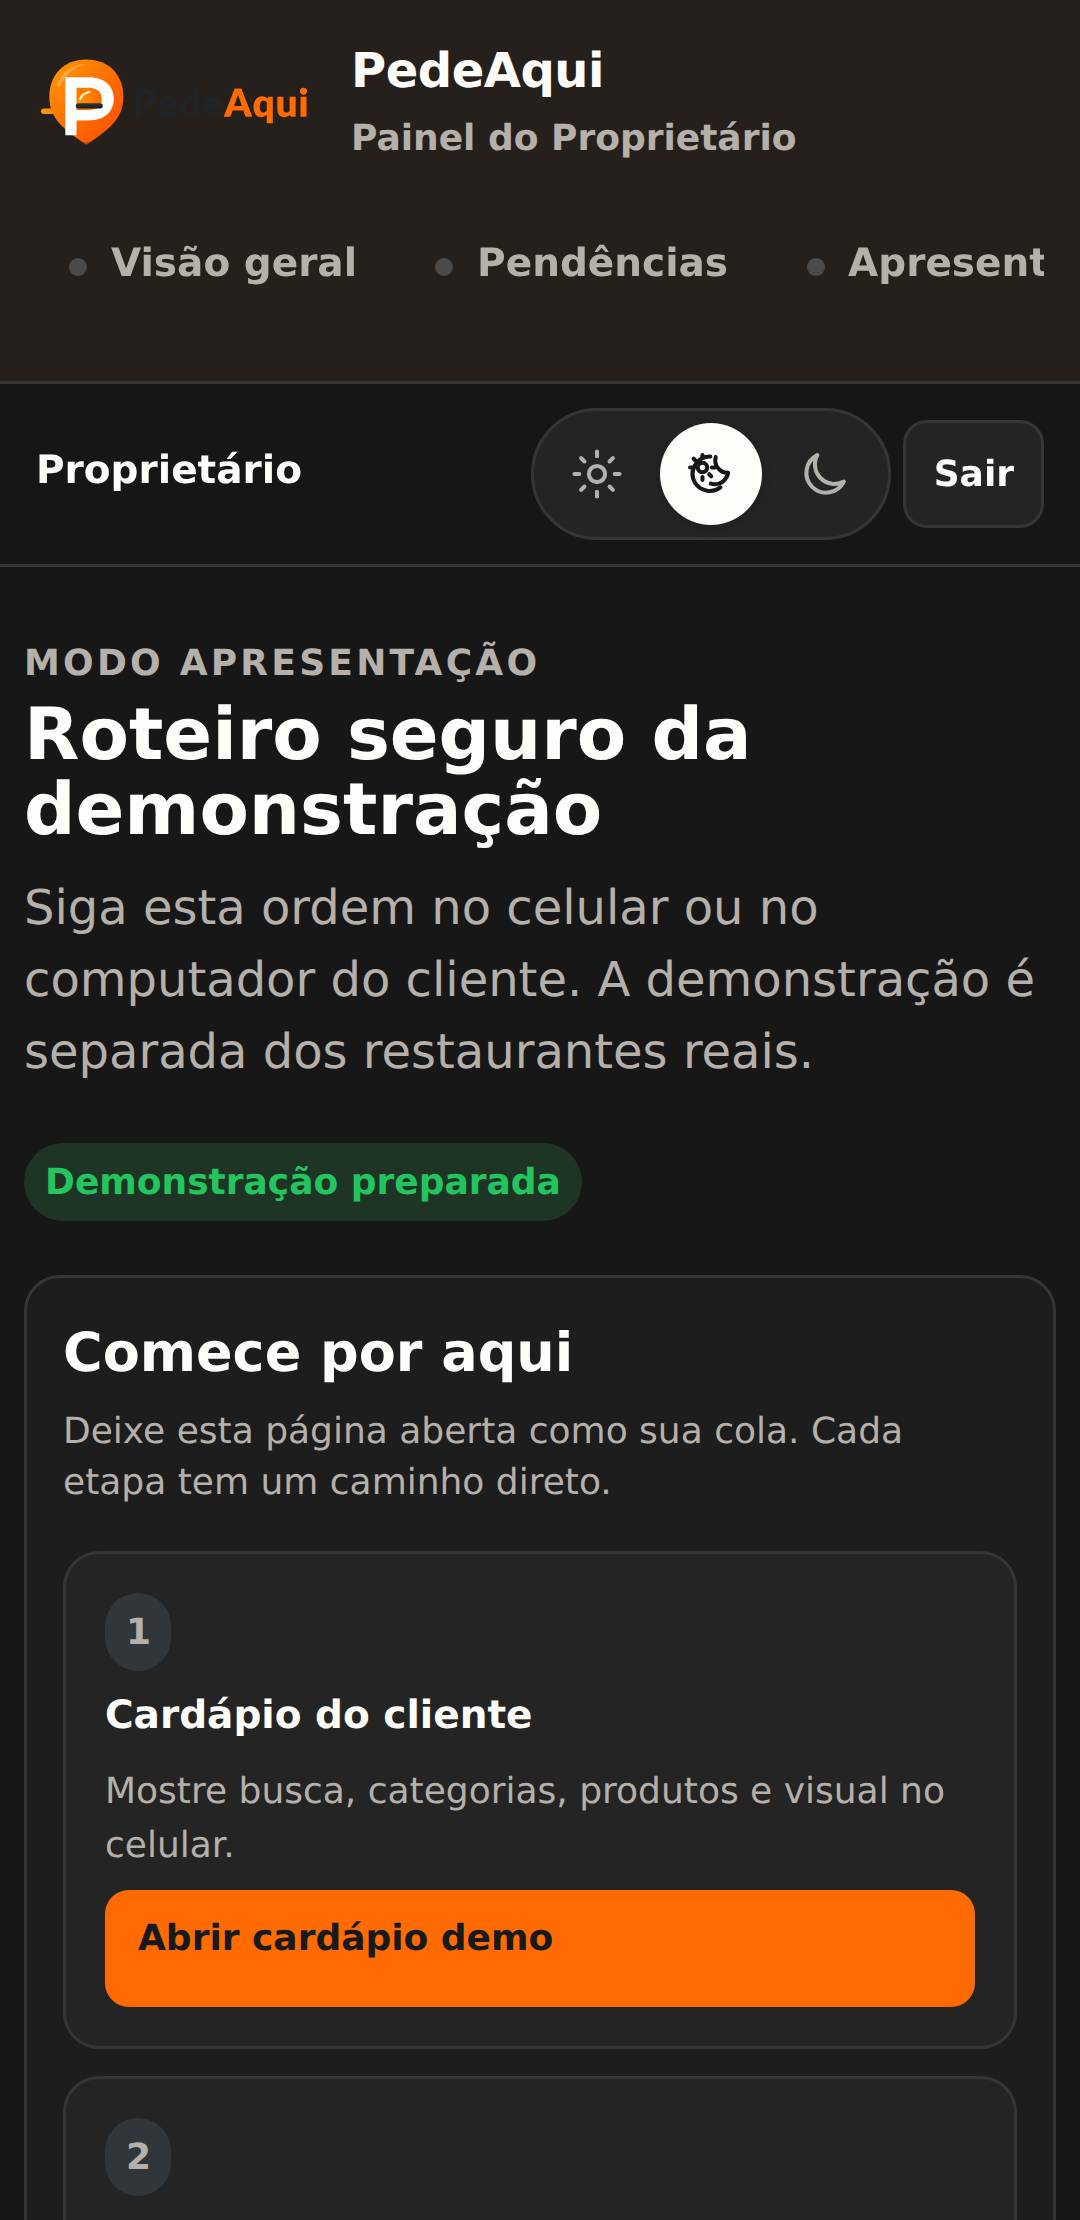 PedeAqui
PedeAqui
Painel do Proprietário
Visão geral
Pendências
Apresent
Proprietário
Sair
MODO APRESENTAÇÃO
Roteiro seguro da
demonstração
Siga esta ordem no celular ou no
computador do cliente. A demonstração é
separada dos restaurantes reais.
Demonstração preparada
Comece por aqui
Deixe esta página aberta como sua cola. Cada
etapa tem um caminho direto.
1
Cardápio do cliente
Mostre busca, categorias, produtos e visual no
celular.
Abrir cardápio demo
2